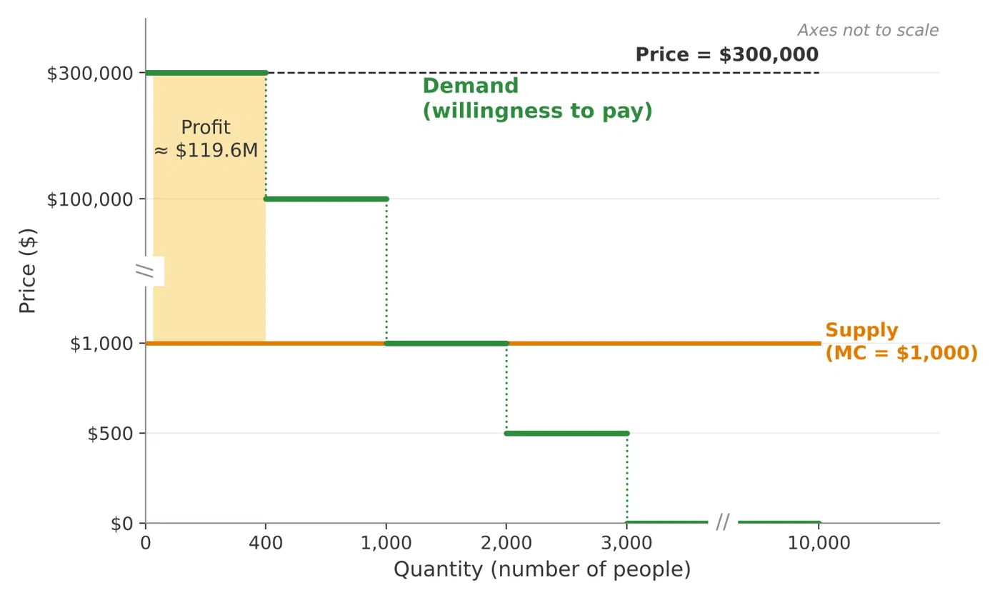 Axes not to scale
Price = $300,000
$300,000
Demand
(willingness to pay)
Profit
≈ $119.6M
$100,000
Price ($)
//
$1,000
Supply
(MC = $1,000)
$500
$0
//
0
400
1,000
2,000
3,000
10,000
Quantity (number of people)